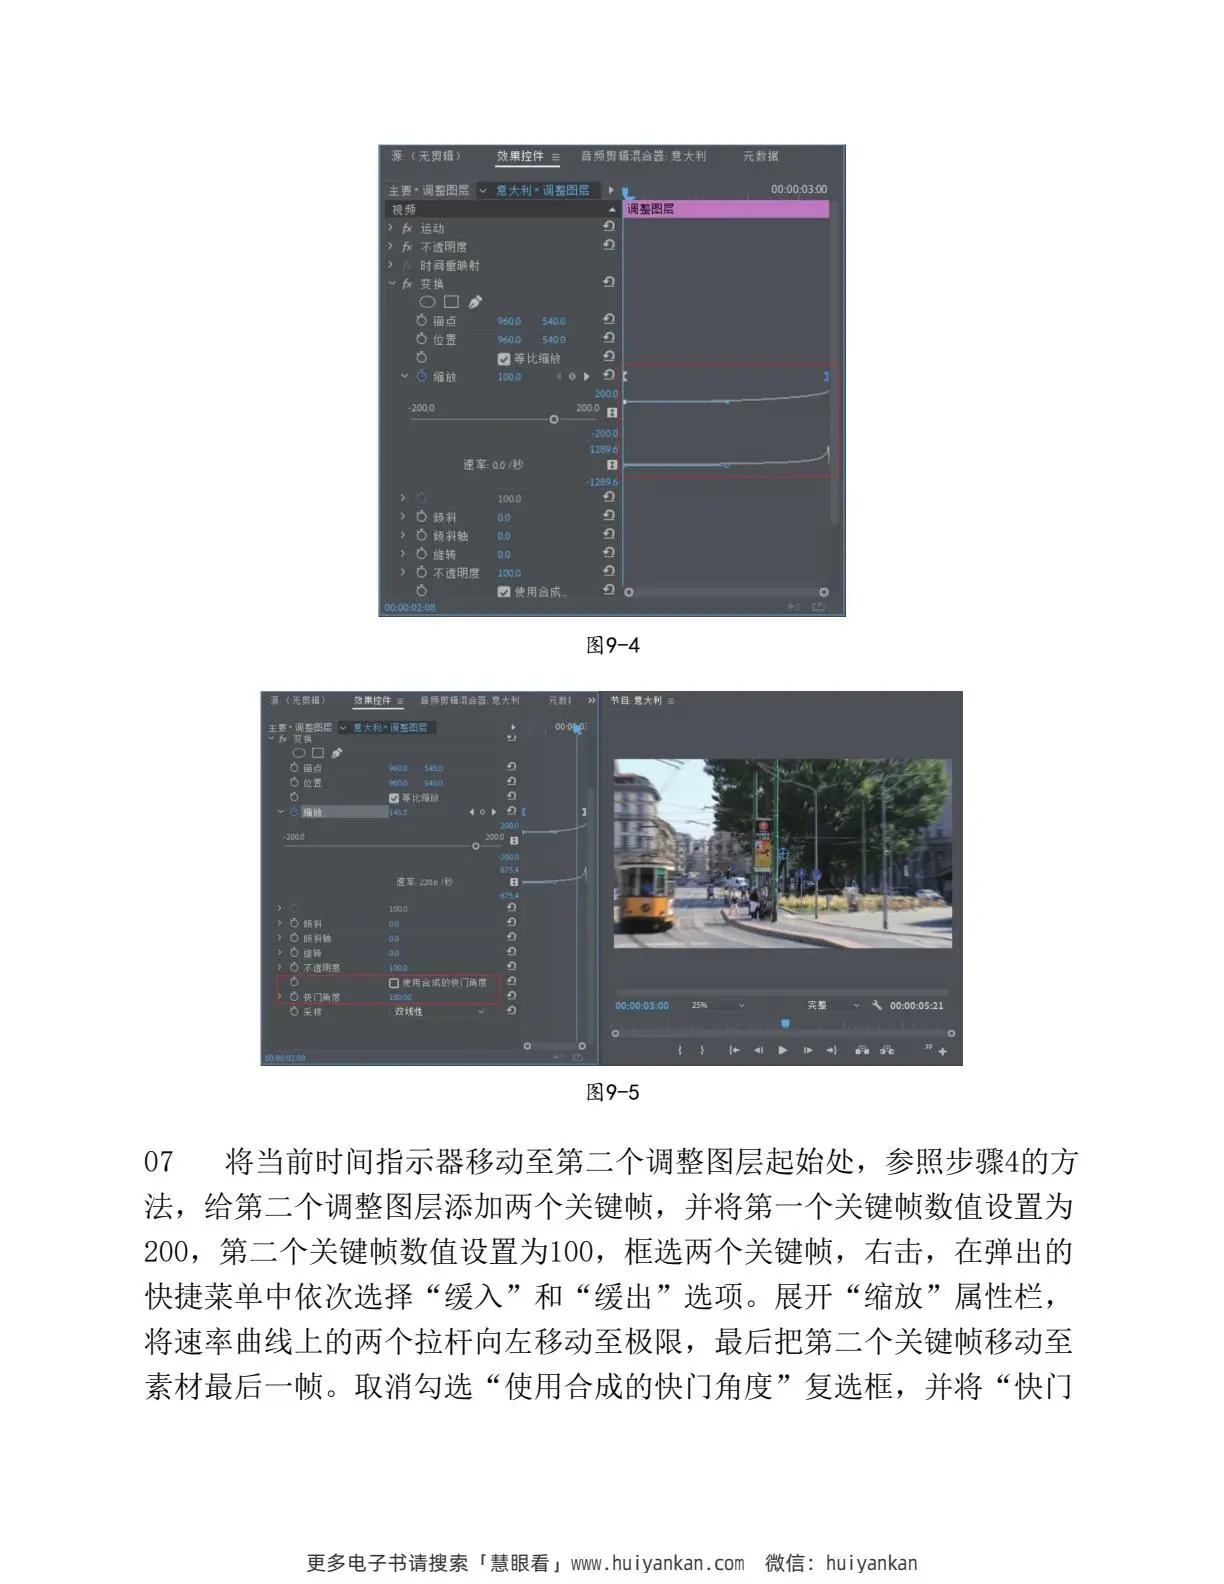 源:（无剪辑） 效果控件 ≡ 音频剪辑混合器: 意大利 元数据
主要*调整图层 意大利*调整图层 00:00:03:00
视频 调整图层
fx 运动
fx 不透明度
fx 时间重映射
fx 变换
锚点 960.0 540.0
位置 960.0 540.0
等比缩放
缩放 100.0
200.0
-200.0 200.0
-200.0
1289.6
速率: 0.0 /秒
-1289.6
100.0
倾斜 0.0
倾斜轴 0.0
旋转 0.0
不透明度 100.0
使用合成...
00:00:02:08
图9-4
源:（无剪辑） 效果控件 ≡ 音频剪辑混合器: 意大利 元数据 >> 节目: 意大利 ≡
主要*调整图层 意大利*调整图层
fx 变换
锚点 960.0 540.0
位置 960.0 540.0
等比缩放
缩放 145.3
200.0
-200.0 200.0
-200.0
875.4
速率: 220.6 /秒
-875.4
100.0
倾斜 0.0
倾斜轴 0.0
旋转 0.0
不透明度 100.0
使用合成的快门角度
快门角度 180.00
采样 双线性
00:00:03:00 25% 完整 00:00:05:21
00:00:03:00
图9-5
07 将当前时间指示器移动至第二个调整图层起始处，参照步骤4的方
法，给第二个调整图层添加两个关键帧，并将第一个关键帧数值设置为
200，第二个关键帧数值设置为100，框选两个关键帧，右击，在弹出的
快捷菜单中依次选择“缓入”和“缓出”选项。展开“缩放”属性栏，
将速率曲线上的两个拉杆向左移动至极限，最后把第二个关键帧移动至
素材最后一帧。取消勾选“使用合成的快门角度”复选框，并将“快门
更多电子书请搜索「慧眼看」www.huiyankan.com 微信：huiyankan